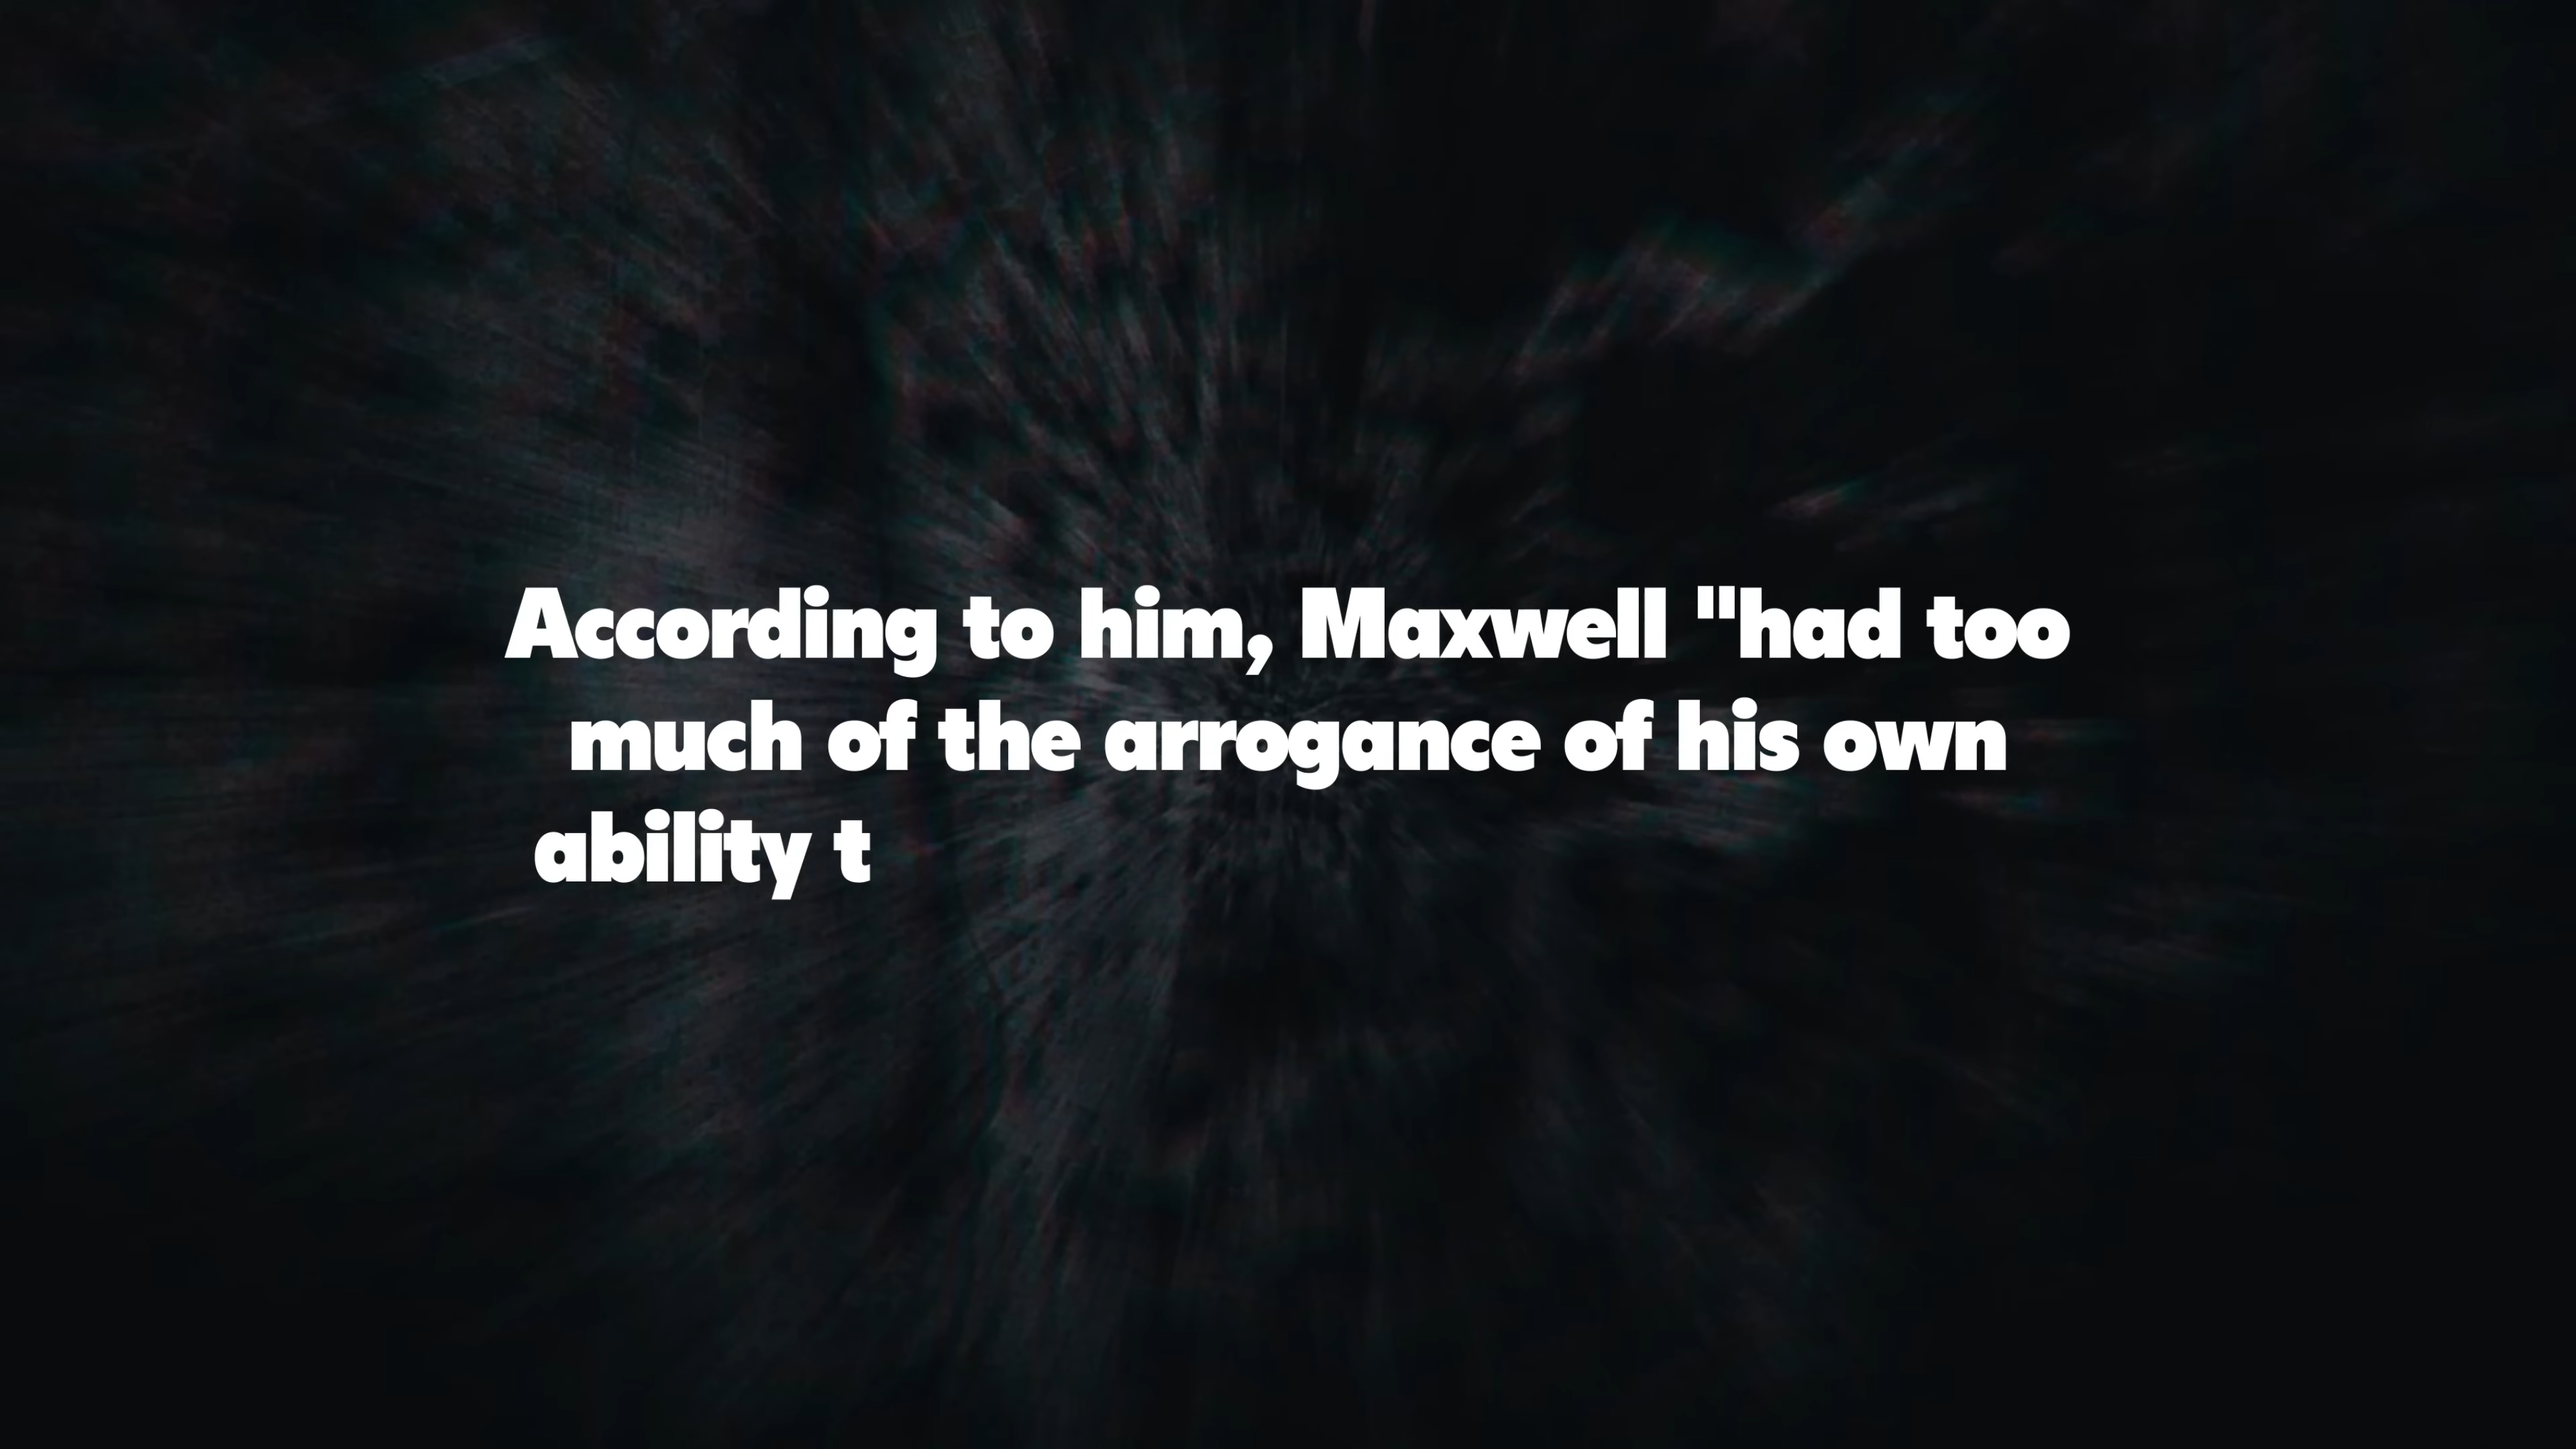 According to him, Maxwell "had too
much of the arrogance of his own
ability t